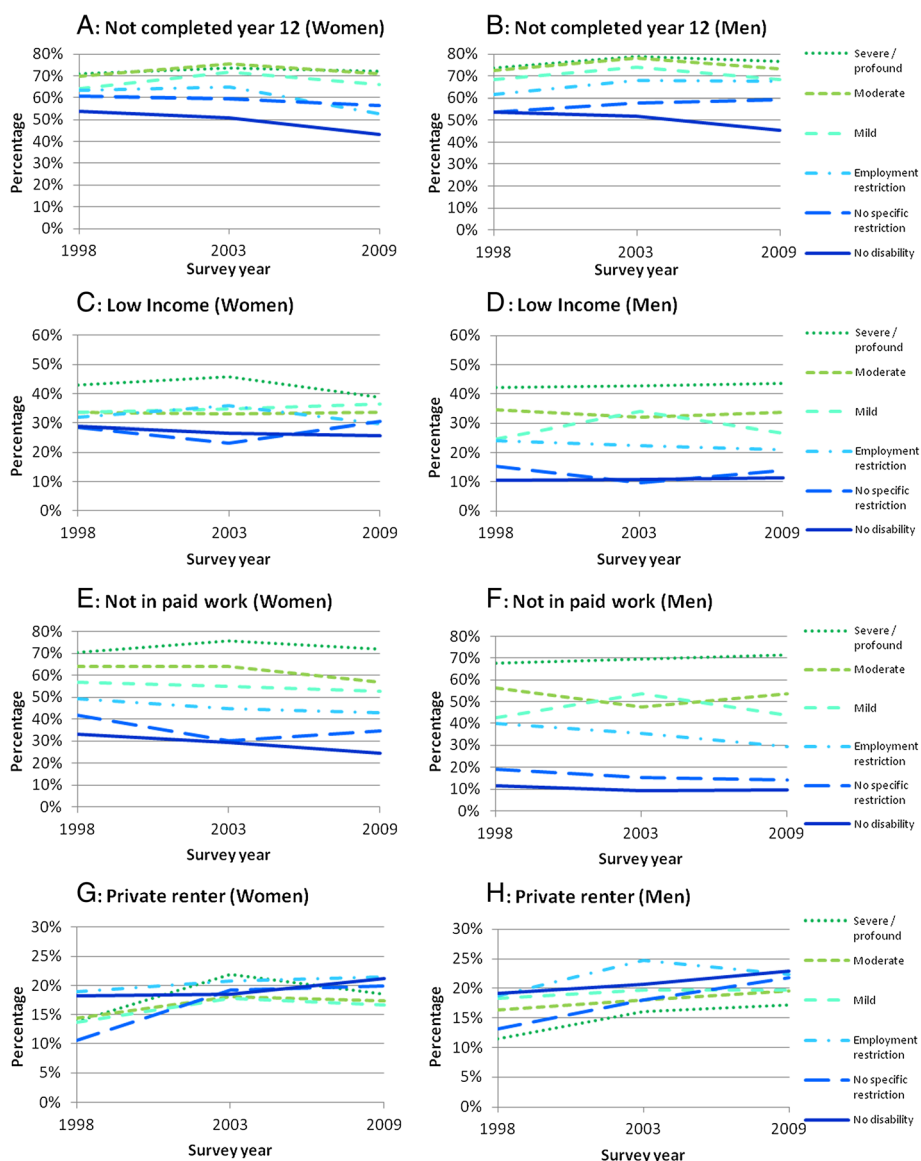 A: Not completed year 12 (Women)
80%
70%
60%
50%
40%
30%
20%
10%
0%
Percentage
1998
2003
2009
Survey year
B: Not completed year 12 (Men)
80%
70%
60%
50%
40%
30%
20%
10%
0%
Percentage
1998
2003
2009
Survey year
Severe /
profound
Moderate
Mild
Employment
restriction
No specific
restriction
No disability
C: Low Income (Women)
60%
50%
40%
30%
20%
10%
0%
Percentage
1998
2003
2009
Survey year
D: Low Income (Men)
60%
50%
40%
30%
20%
10%
0%
Percentage
1998
2003
2009
Survey year
Severe /
profound
Moderate
Mild
Employment
restriction
No specific
restriction
No disability
E: Not in paid work (Women)
80%
70%
60%
50%
40%
30%
20%
10%
0%
Percentage
1998
2003
2009
Survey year
F: Not in paid work (Men)
80%
70%
60%
50%
40%
30%
20%
10%
0%
Percentage
1998
2003
2009
Survey year
Severe /
profound
Moderate
Mild
Employment
restriction
No specific
restriction
No disability
G: Private renter (Women)
30%
25%
20%
15%
10%
5%
0%
Percentage
1998
2003
2009
Survey year
H: Private renter (Men)
30%
25%
20%
15%
10%
5%
0%
Percentage
1998
2003
2009
Survey year
Severe /
profound
Moderate
Mild
Employment
restriction
No specific
restriction
No disability